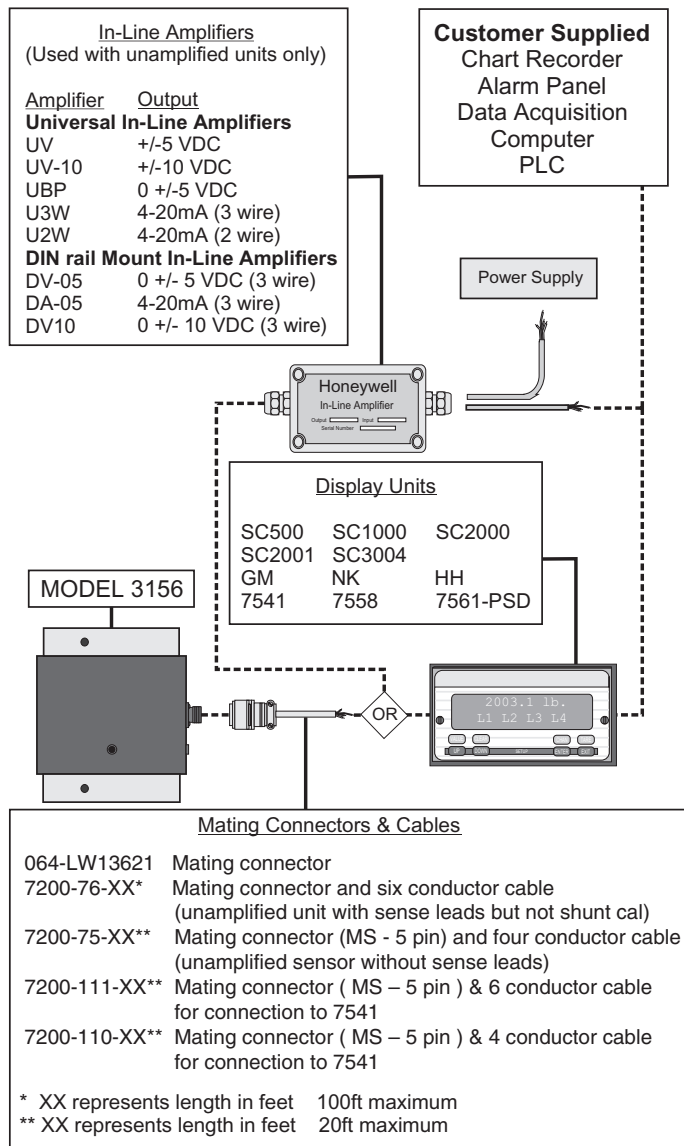 In-Line Amplifiers
(Used with unamplified units only)
Amplifier Output
Universal In-Line Amplifiers
UV +/-5 VDC
UV-10 +/-10 VDC
UBP 0 +/-5 VDC
U3W 4-20mA (3 wire)
U2W 4-20mA (2 wire)
DIN rail Mount In-Line Amplifiers
DV-05 0 +/- 5 VDC (3 wire)
DA-05 4-20mA (3 wire)
DV10 0 +/- 10 VDC (3 wire)
Customer Supplied
Chart Recorder
Alarm Panel
Data Acquisition
Computer
PLC
Power Supply
Honeywell
In-Line Amplifier
Output Input
Serial Number
Display Units
SC500 SC1000 SC2000
SC2001 SC3004
GM NK HH
7541 7558 7561-PSD
MODEL 3156
OR
2003.1 lb.
L1 L2 L3 L4
UP DOWN SETUP ENTER EXIT
Mating Connectors & Cables
064-LW13621 Mating connector
7200-76-XX* Mating connector and six conductor cable
(unamplified unit with sense leads but not shunt cal)
7200-75-XX** Mating connector (MS - 5 pin) and four conductor cable
(unamplified sensor without sense leads)
7200-111-XX** Mating connector ( MS – 5 pin ) & 6 conductor cable
for connection to 7541
7200-110-XX** Mating connector ( MS – 5 pin ) & 4 conductor cable
for connection to 7541
* XX represents length in feet 100ft maximum
** XX represents length in feet 20ft maximum